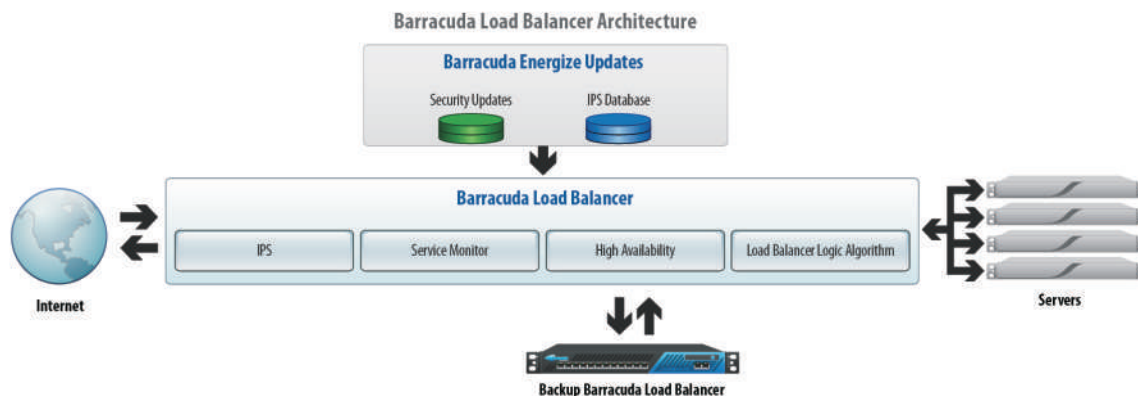 Barracuda Load Balancer Architecture
Barracuda Energize Updates
Security Updates
IPS Database
Barracuda Load Balancer
IPS
Service Monitor
High Availability
Load Balancer Logic Algorithm
Internet
Servers
Backup Barracuda Load Balancer